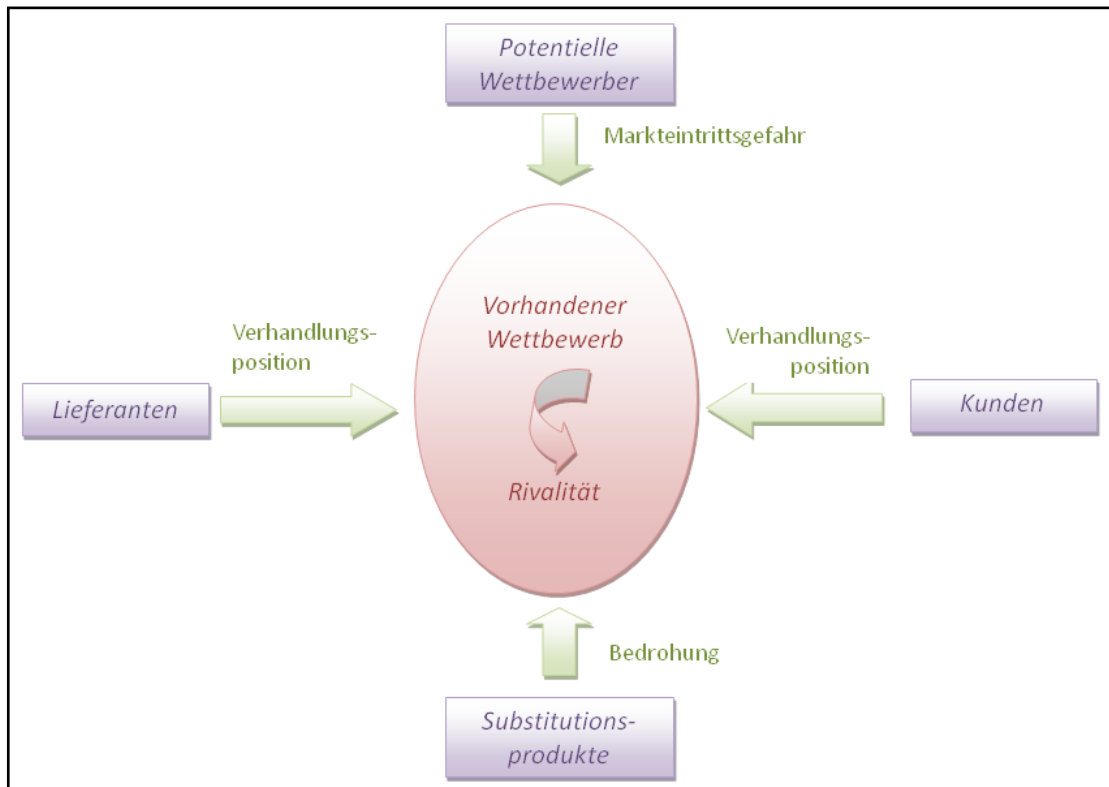 Potentielle
Wettbewerber
Markteintrittsgefahr
Vorhandener
Wettbewerb
Verhandlungs-
position
Verhandlungs-
position
Lieferanten
Kunden
Rivalität
Bedrohung
Substitutions-
produkte